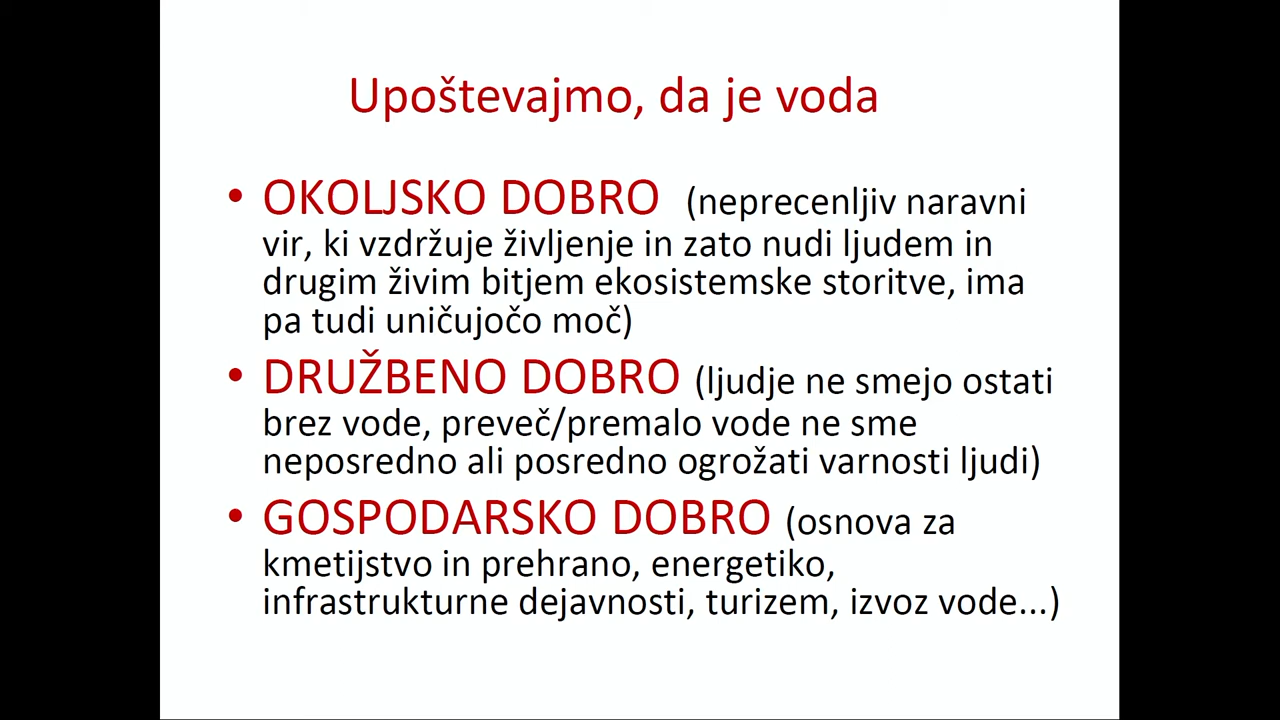 Upoštevajmo, da je voda
• OKOLJSKO DOBRO (neprecenljiv naravni
vir, ki vzdržuje življenje in zato nudi ljudem in
drugim živim bitjem ekosistemske storitve, ima
pa tudi uničujočo moč)
• DRUŽBENO DOBRO (ljudje ne smejo ostati
brez vode, preveč/premalo vode ne sme
neposredno ali posredno ogrožati varnosti ljudi)
• GOSPODARSKO DOBRO (osnova za
kmetijstvo in prehrano, energetiko,
infrastrukturne dejavnosti, turizem, izvoz vode...)